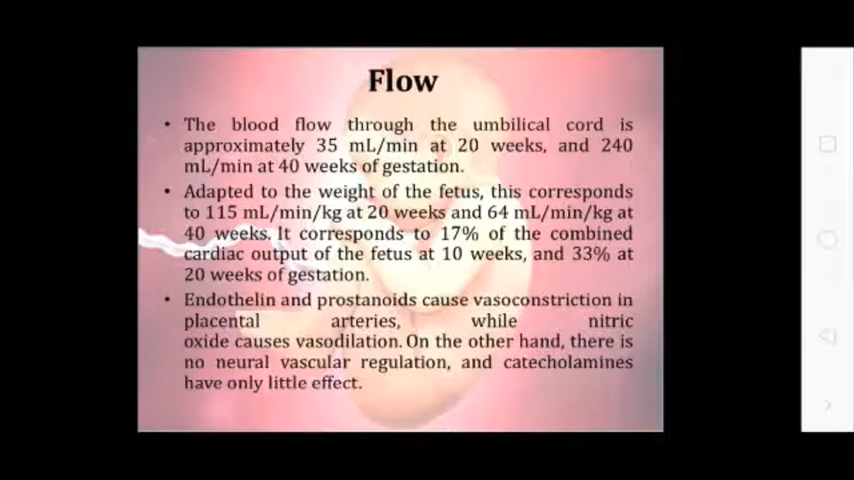 Flow
• The blood flow through the umbilical cord is
approximately 35 mL/min at 20 weeks, and 240
mL/min at 40 weeks of gestation.
• Adapted to the weight of the fetus, this corresponds
to 115 mL/min/kg at 20 weeks and 64 mL/min/kg at
40 weeks. It corresponds to 17% of the combined
cardiac output of the fetus at 10 weeks, and 33% at
20 weeks of gestation.
• Endothelin and prostanoids cause vasoconstriction in
placental arteries, while nitric
oxide causes vasodilation. On the other hand, there is
no neural vascular regulation, and catecholamines
have only little effect.